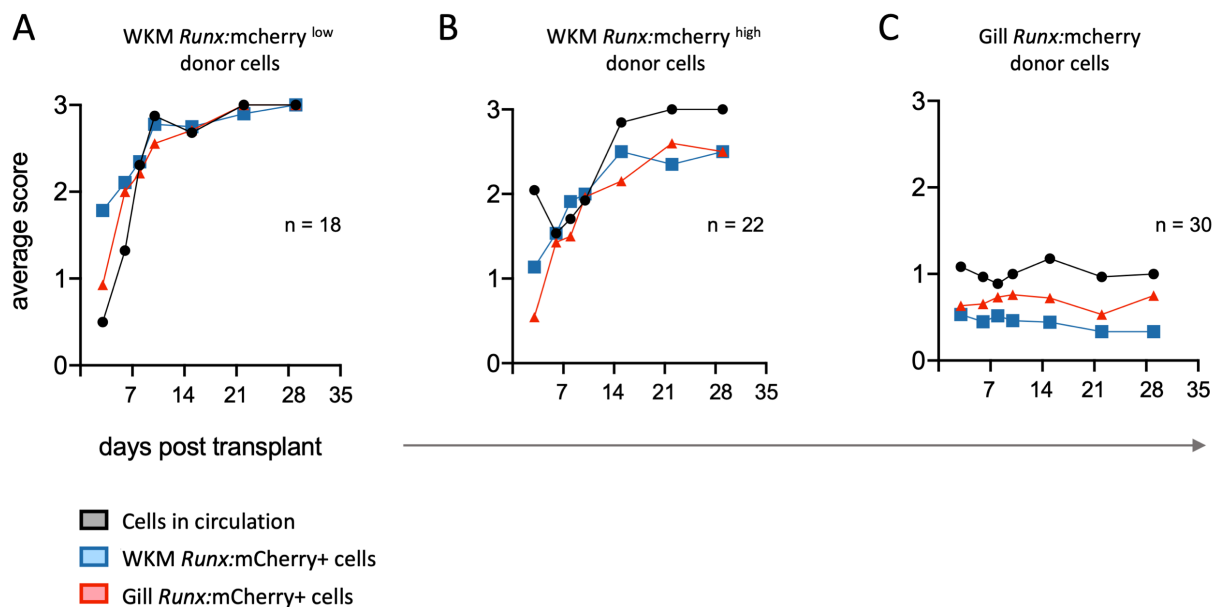 A
WKM Runx:mcherry low
donor cells
average score
3
2
1
0
7 14 21 28 35
n = 18
B
WKM Runx:mcherry high
donor cells
3
2
1
0
7 14 21 28 35
n = 22
C
Gill Runx:mcherry
donor cells
3
2
1
0
7 14 21 28 35
n = 30
days post transplant
Cells in circulation
WKM Runx:mCherry+ cells
Gill Runx:mCherry+ cells